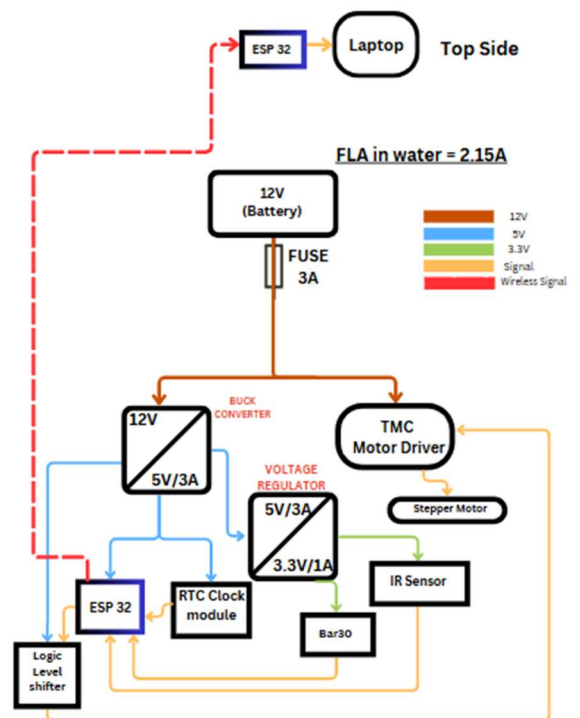 ESP 32
Laptop
Top Side
FLA in water = 2.15A
12V
(Battery)
12V
5V
3.3V
Signal
Wireless Signal
FUSE
3A
BUCK
CONVERTER
12V
5V/3A
TMC
Motor Driver
VOLTAGE
REGULATOR
5V/3A
3.3V/1A
Stepper Motor
IR Sensor
ESP 32
RTC Clock
module
Bar30
Logic
Level
shifter